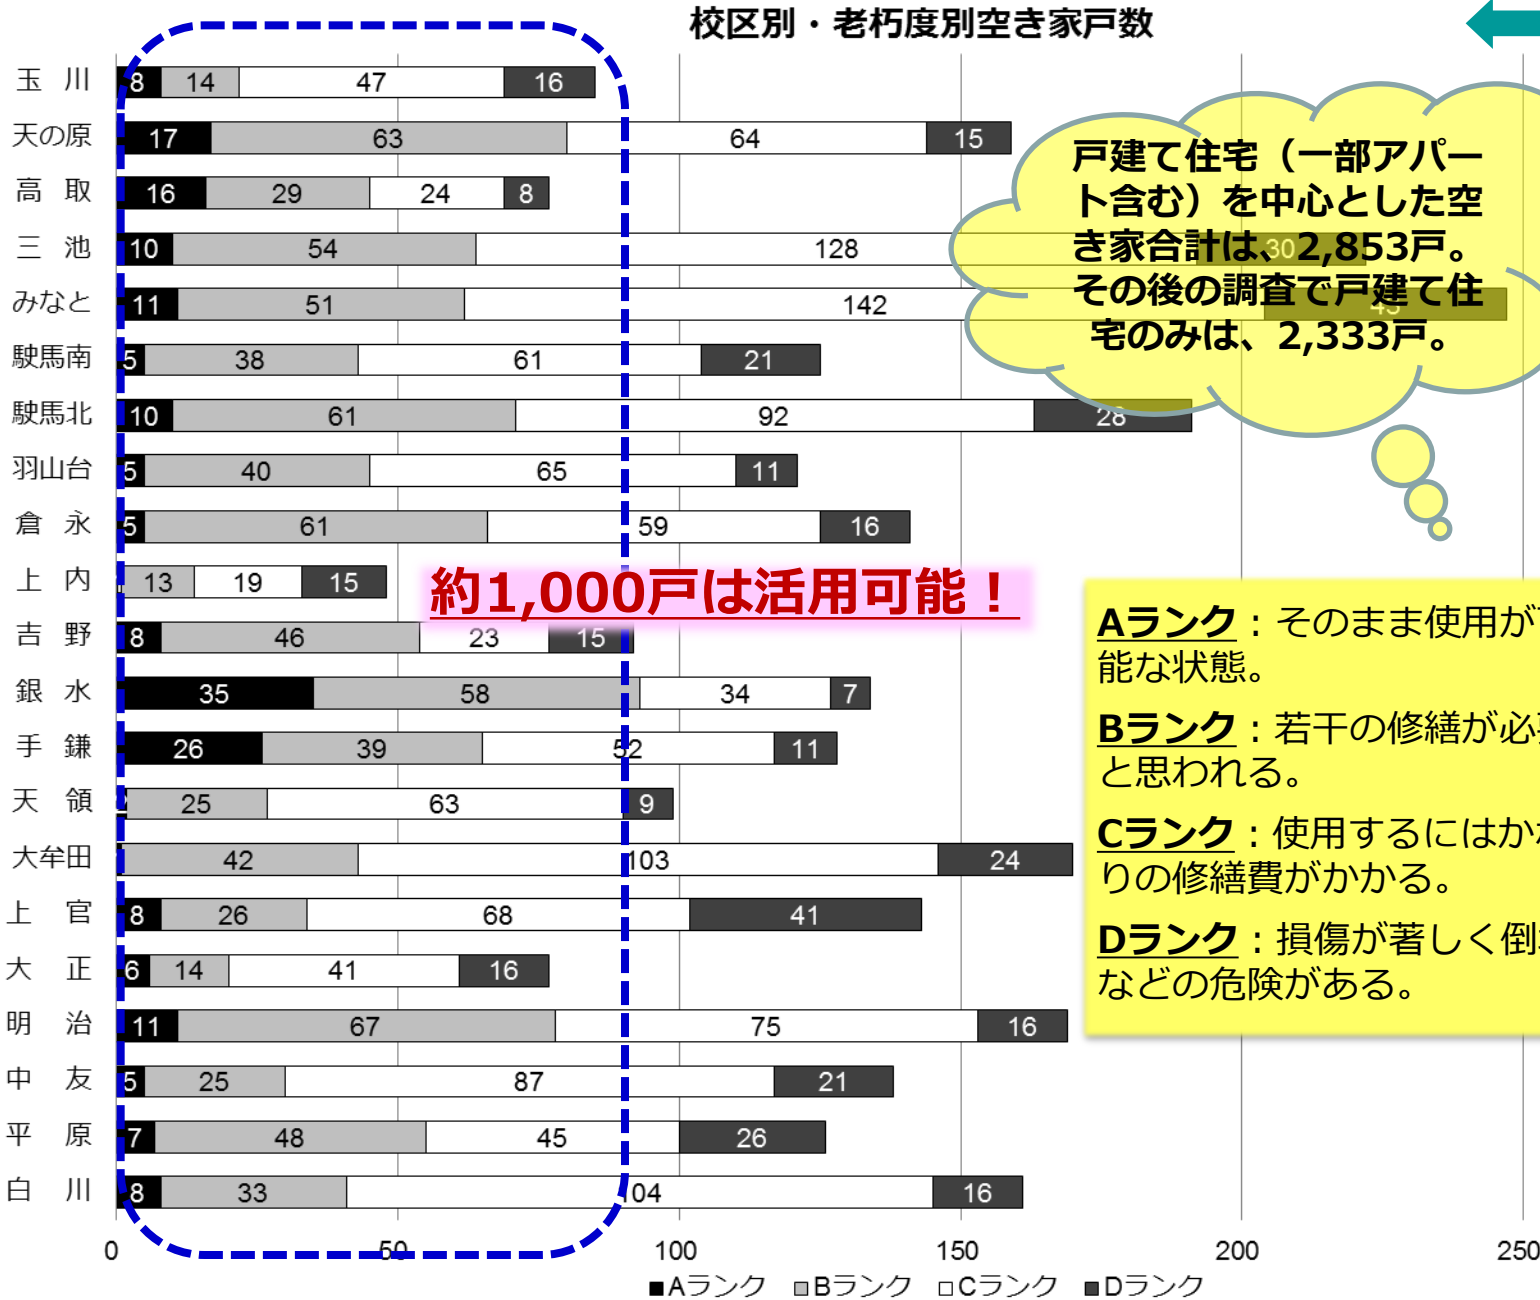 校区別・老朽度別空き家戸数
玉 川 8 14 47 16
天の原 17 63 64 15
高 取 16 29 24 8
三 池 10 54 128 30
みなと 11 51 142 43
駛馬南 5 38 61 21
駛馬北 10 61 92 28
羽山台 5 40 65 11
倉 永 5 61 59 16
上 内 13 19 15
吉 野 8 46 23 15
銀 水 35 58 34 7
手 鎌 26 39 52 11
天 領 25 63 9
大牟田 42 103 24
上 官 8 26 68 41
大 正 6 14 41 16
明 治 11 67 75 16
中 友 5 25 87 21
平 原 7 48 45 26
白 川 8 33 104 16
0 50 100 150 200 250
■Aランク ■Bランク □Cランク ■Dランク
戸建て住宅(一部アパー
ト含む)を中心とした空
き家合計は、2,853戸。
その後の調査で戸建て住
宅のみは、2,333戸。
約1,000戸は活用可能！
Aランク：そのまま使用が
能な状態。
Bランク：若干の修繕が必
と思われる。
Cランク：使用するにはか
りの修繕費がかかる。
Dランク：損傷が著しく倒
などの危険がある。